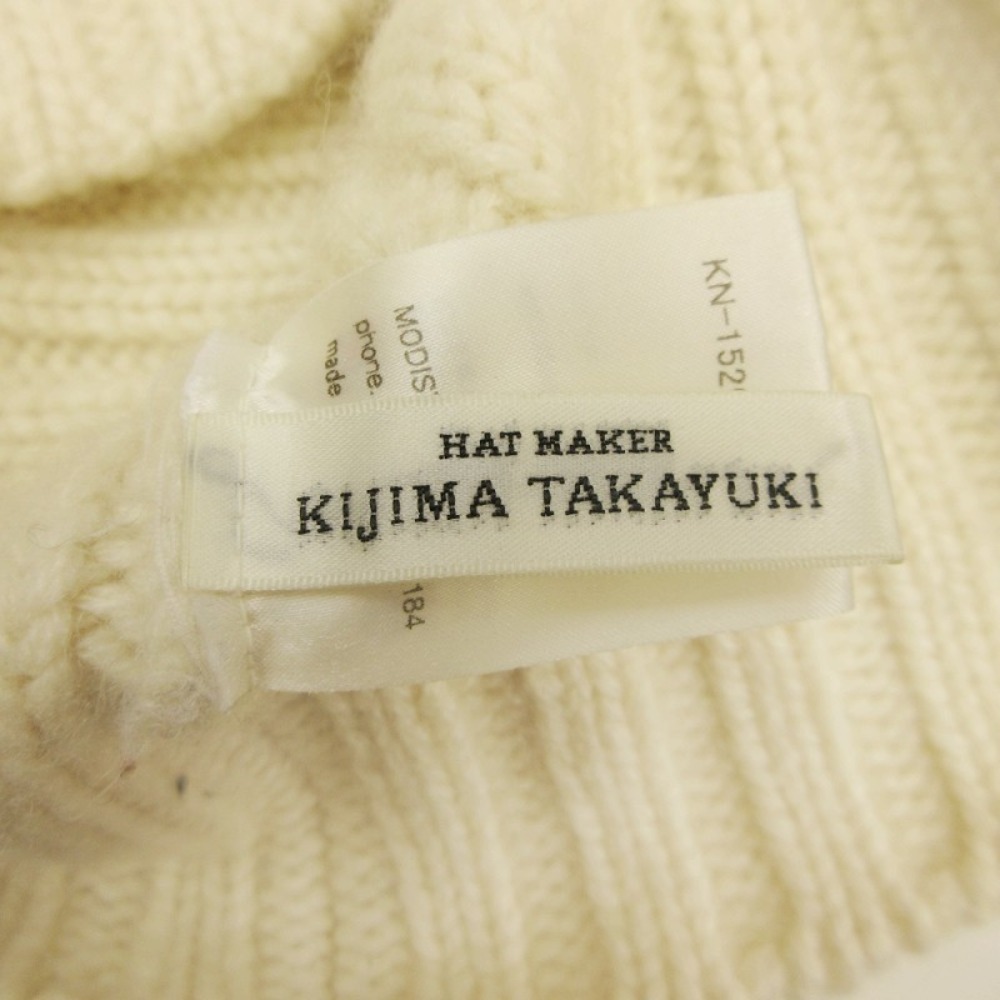 HAT MAKER
KIJIMA TAKAYUKI
KN-152
MODIS
phone.
made
184